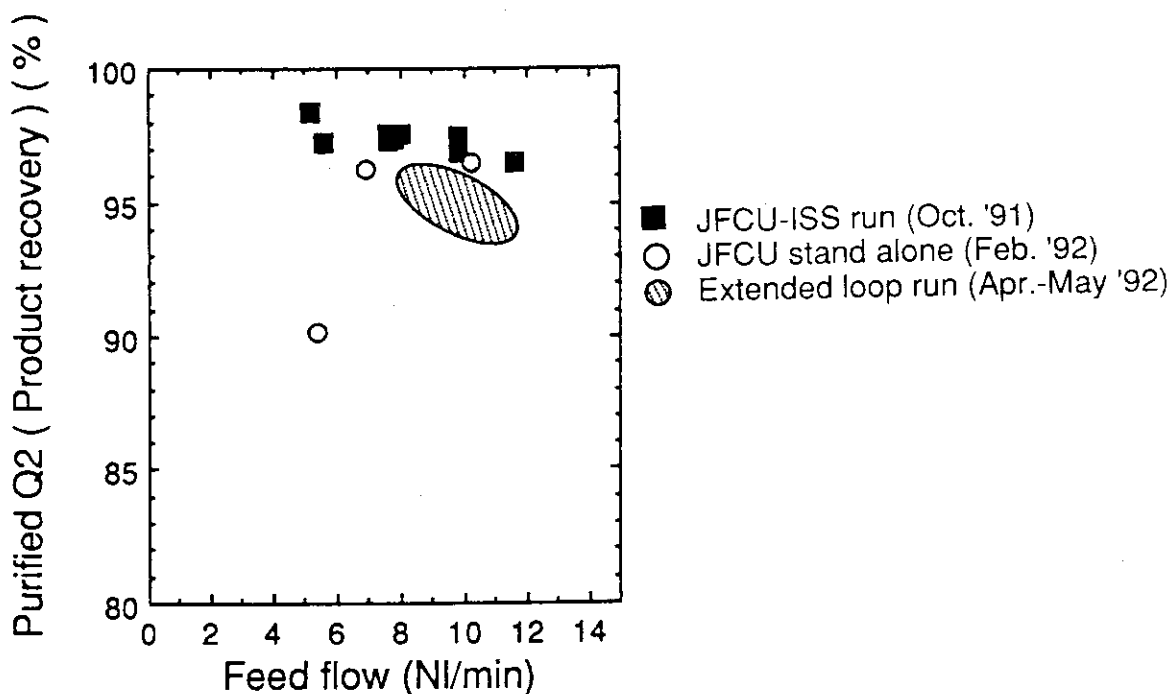 Purified Q2 ( Product recovery ) ( % )
100
95
90
85
80
0 2 4 6 8 10 12 14
Feed flow (Nl/min)
JFCU-ISS run (Oct. '91)
JFCU stand alone (Feb. '92)
Extended loop run (Apr.-May '92)